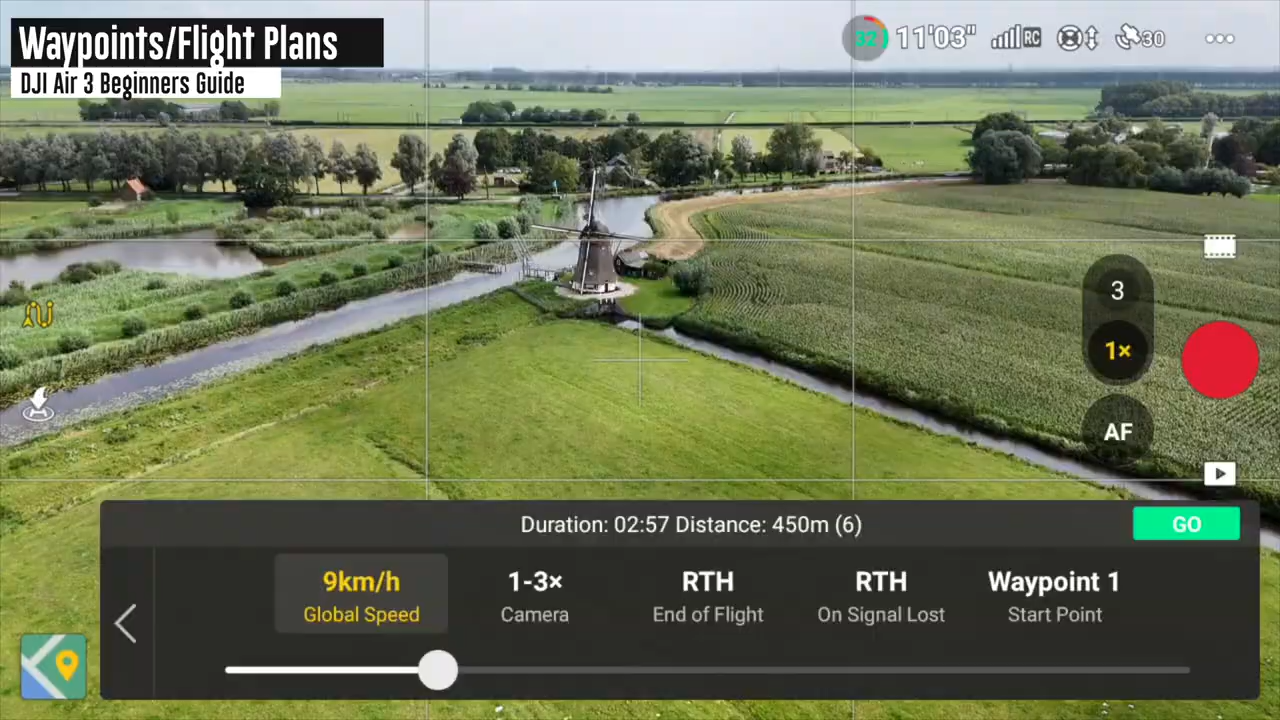 Waypoints/Flight Plans
DJI Air 3 Beginners Guide
32
11'03"
RC
30
3
1×
AF
Duration: 02:57 Distance: 450m (6)
GO
9km/h
Global Speed
1-3×
Camera
RTH
End of Flight
RTH
On Signal Lost
Waypoint 1
Start Point